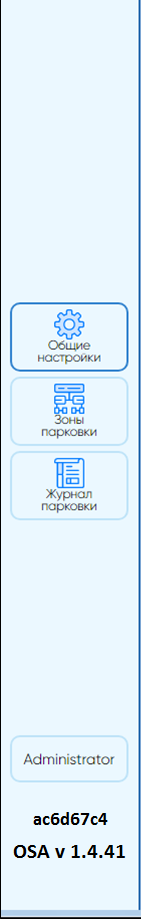 Общие
настройки
Зоны
парковки
Журнал
парковки
Administrator
ac6d67c4
OSA v 1.4.41